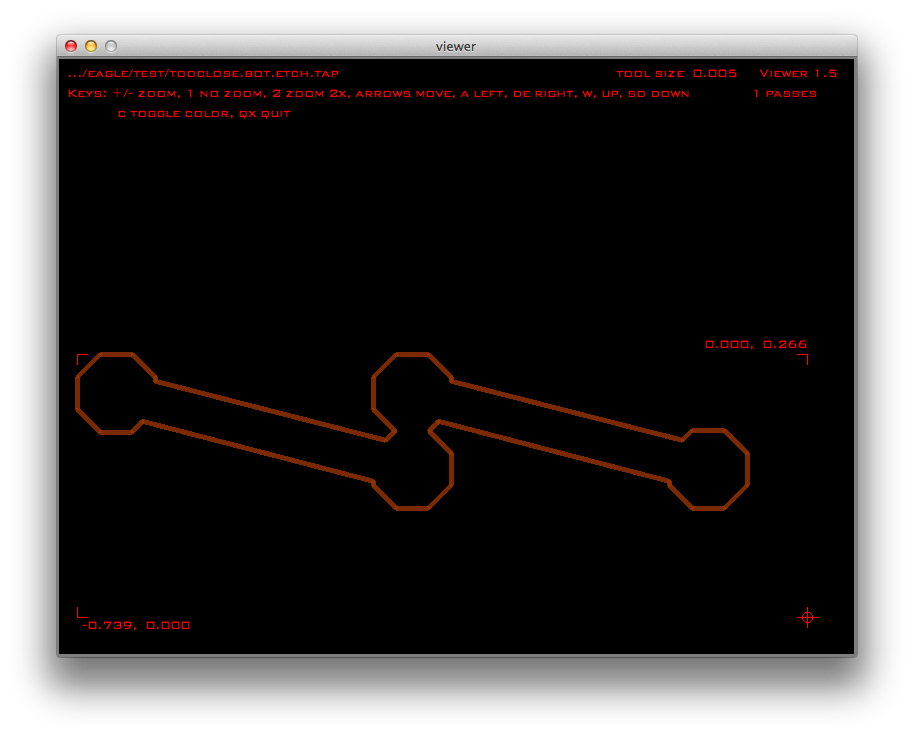 viewer
.../EAGLE/TEST/TOOCLOSE.BOT.ETCH.TAP TOOL SIZE 0.005 VIEWER 1.5
KEYS: +/- ZOOM, 1 NO ZOOM, 2 ZOOM 2X, ARROWS MOVE, A LEFT, DE RIGHT, W, UP, SO DOWN 1 PASSES
C TOGGLE COLOR, QX QUIT
0.000, 0.266
-0.739, 0.000